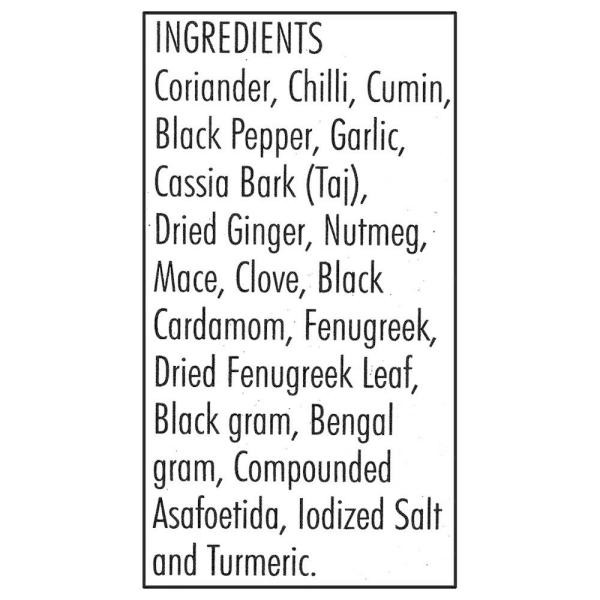 INGREDIENTS
Coriander, Chilli, Cumin,
Black Pepper, Garlic,
Cassia Bark (Taj),
Dried Ginger, Nutmeg,
Mace, Clove, Black
Cardamom, Fenugreek,
Dried Fenugreek Leaf,
Black gram, Bengal
gram, Compounded
Asafoetida, Iodized Salt
and Turmeric.